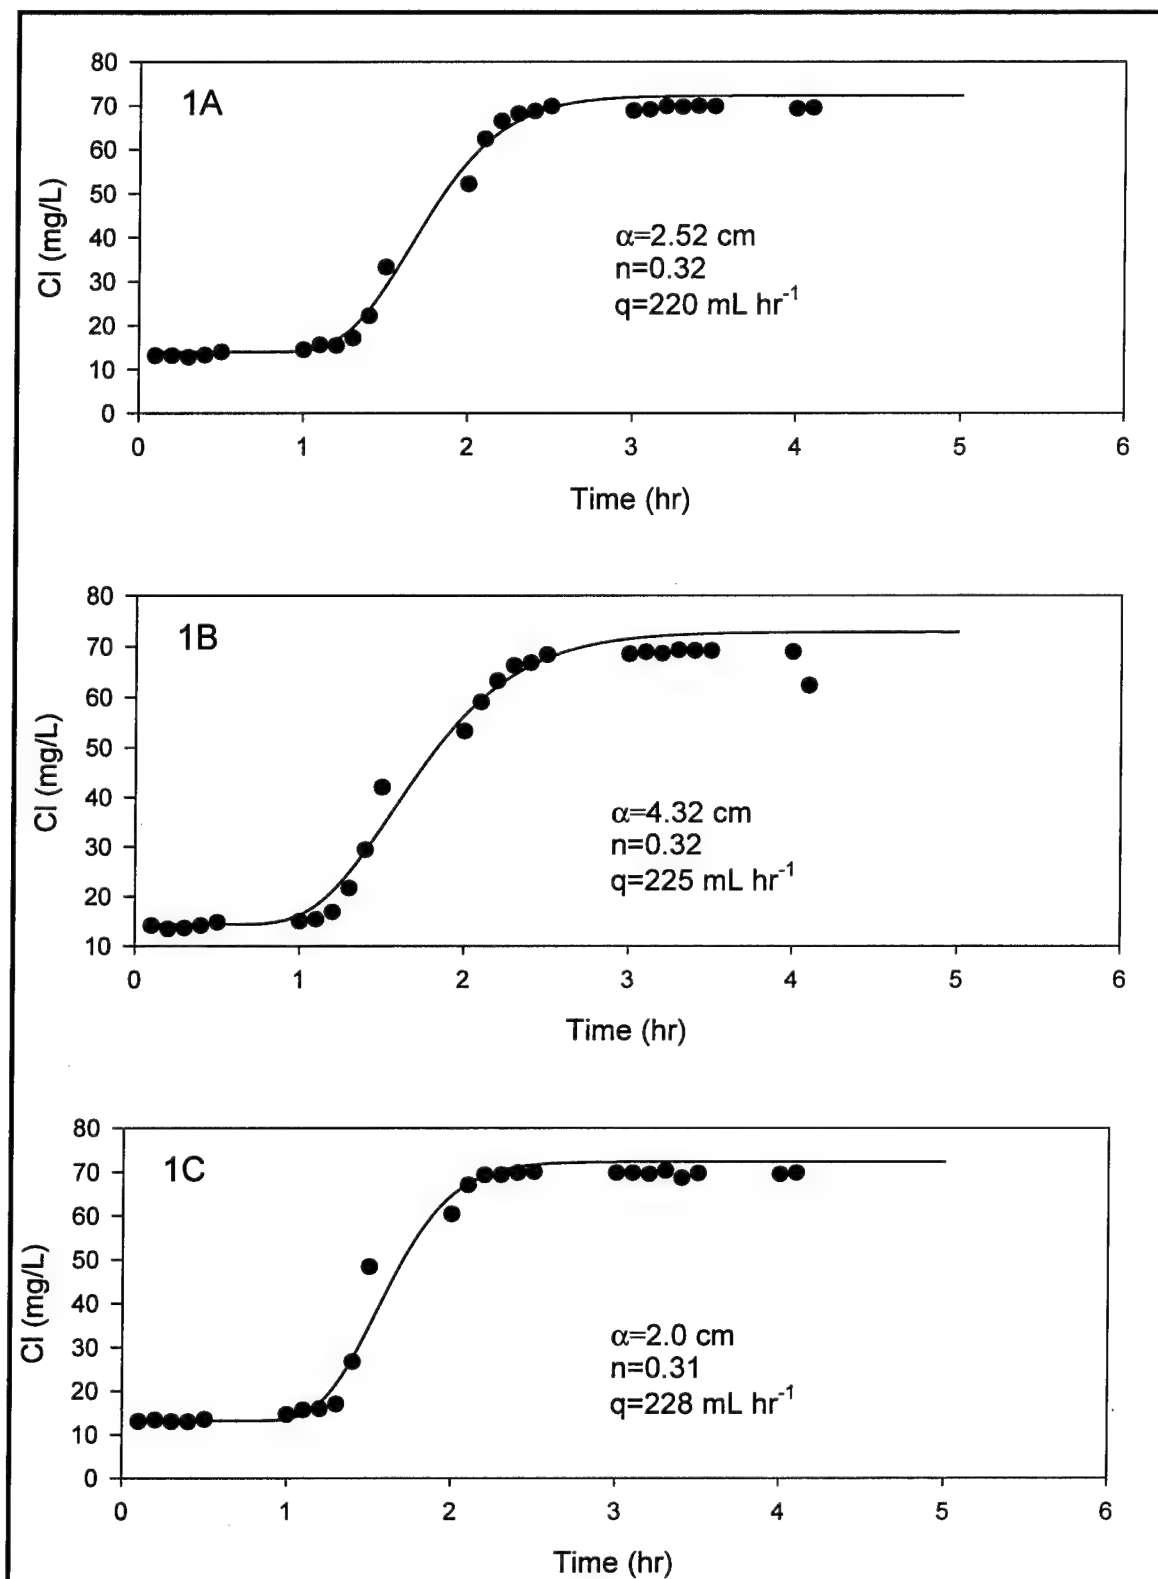 80
70
60
50
40
30
20
10
0
Cl (mg/L)
1A
α=2.52 cm
n=0.32
q=220 mL hr-1
0 1 2 3 4 5 6
Time (hr)
80
70
60
50
40
30
20
10
Cl (mg/L)
1B
α=4.32 cm
n=0.32
q=225 mL hr-1
0 1 2 3 4 5 6
Time (hr)
80
70
60
50
40
30
20
10
0
Cl (mg/L)
1C
α=2.0 cm
n=0.31
q=228 mL hr-1
0 1 2 3 4 5 6
Time (hr)